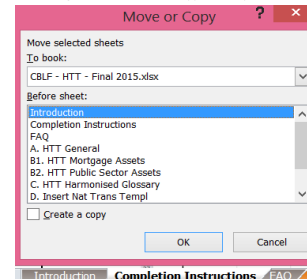 Move or Copy ? ×
Move selected sheets
To book:
CBLF - HTT - Final 2015.xlsx
Before sheet:
Introduction
Completion Instructions
FAQ
A. HTT General
B1. HTT Mortgage Assets
B2. HTT Public Sector Assets
C. HTT Harmonised Glossary
D. Insert Nat Trans Templ
Create a copy
OK Cancel
Introduction Completion Instructions FAQ